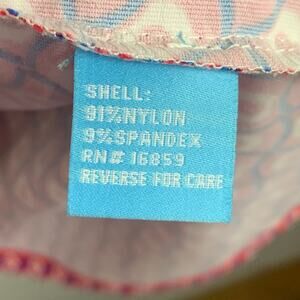 SHELL:
91%NYLON
9%SPANDEX
RN# 16859
REVERSE FOR CARE